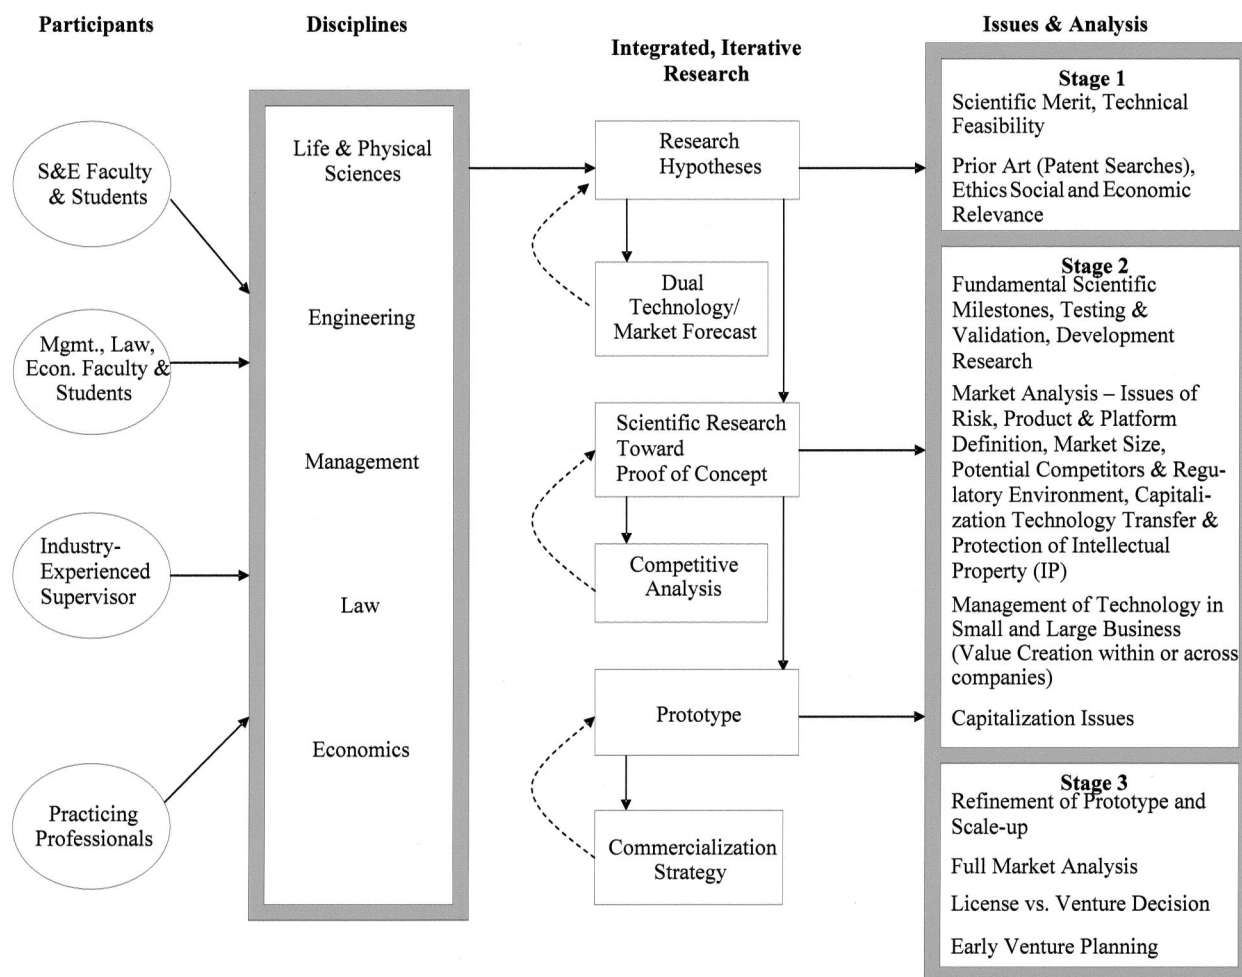 Participants
Disciplines
Integrated, Iterative
Research
Issues & Analysis
S&E Faculty
& Students
Mgmt., Law,
Econ. Faculty &
Students
Industry-
Experienced
Supervisor
Practicing
Professionals
Life & Physical
Sciences
Engineering
Management
Law
Economics
Research
Hypotheses
Dual
Technology/
Market Forecast
Scientific Research
Toward
Proof of Concept
Competitive
Analysis
Prototype
Commercialization
Strategy
Stage 1
Scientific Merit, Technical
Feasibility
Prior Art (Patent Searches),
Ethics Social and Economic
Relevance
Stage 2
Fundamental Scientific
Milestones, Testing &
Validation, Development
Research
Market Analysis – Issues of
Risk, Product & Platform
Definition, Market Size,
Potential Competitors & Regu-
latory Environment, Capitali-
zation Technology Transfer &
Protection of Intellectual
Property (IP)
Management of Technology in
Small and Large Business
(Value Creation within or across
companies)
Capitalization Issues
Stage 3
Refinement of Prototype and
Scale-up
Full Market Analysis
License vs. Venture Decision
Early Venture Planning